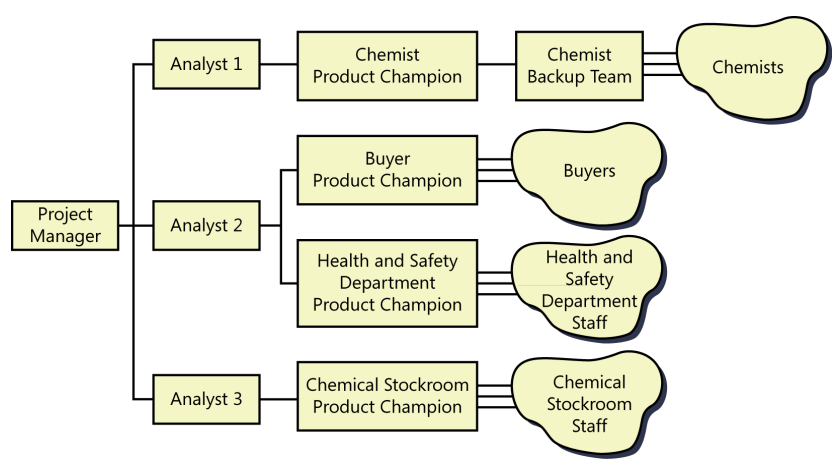 Analyst 1
Chemist
Product Champion
Chemist
Backup Team
Chemists
Project
Manager
Analyst 2
Buyer
Product Champion
Buyers
Health and Safety
Department
Product Champion
Health and
Safety
Department
Staff
Analyst 3
Chemical Stockroom
Product Champion
Chemical
Stockroom
Staff